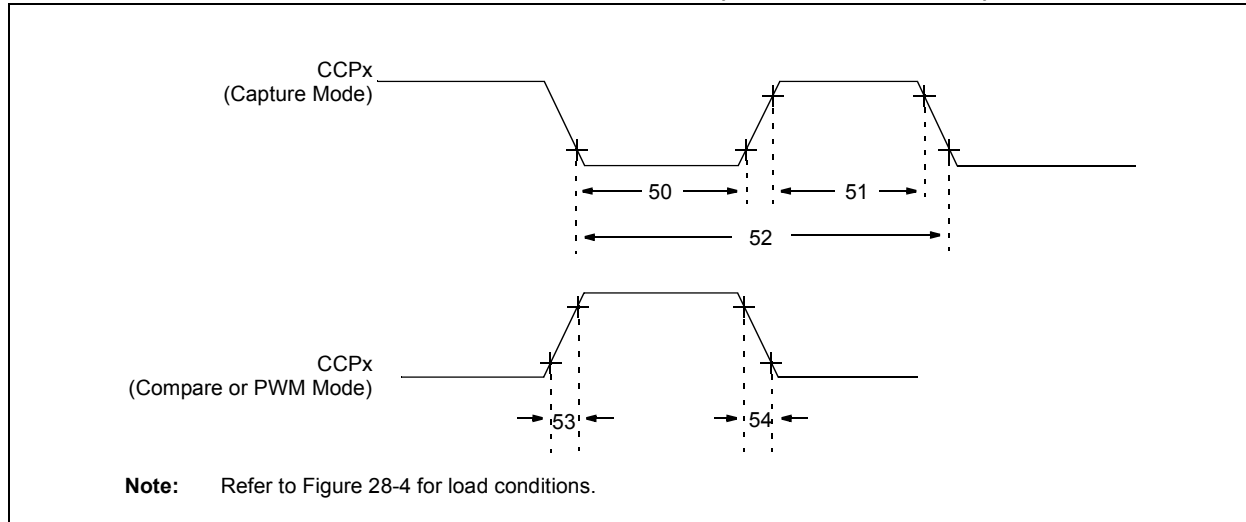 CCPx
(Capture Mode)
50
51
52
CCPx
(Compare or PWM Mode)
53
54
Note: Refer to Figure 28-4 for load conditions.